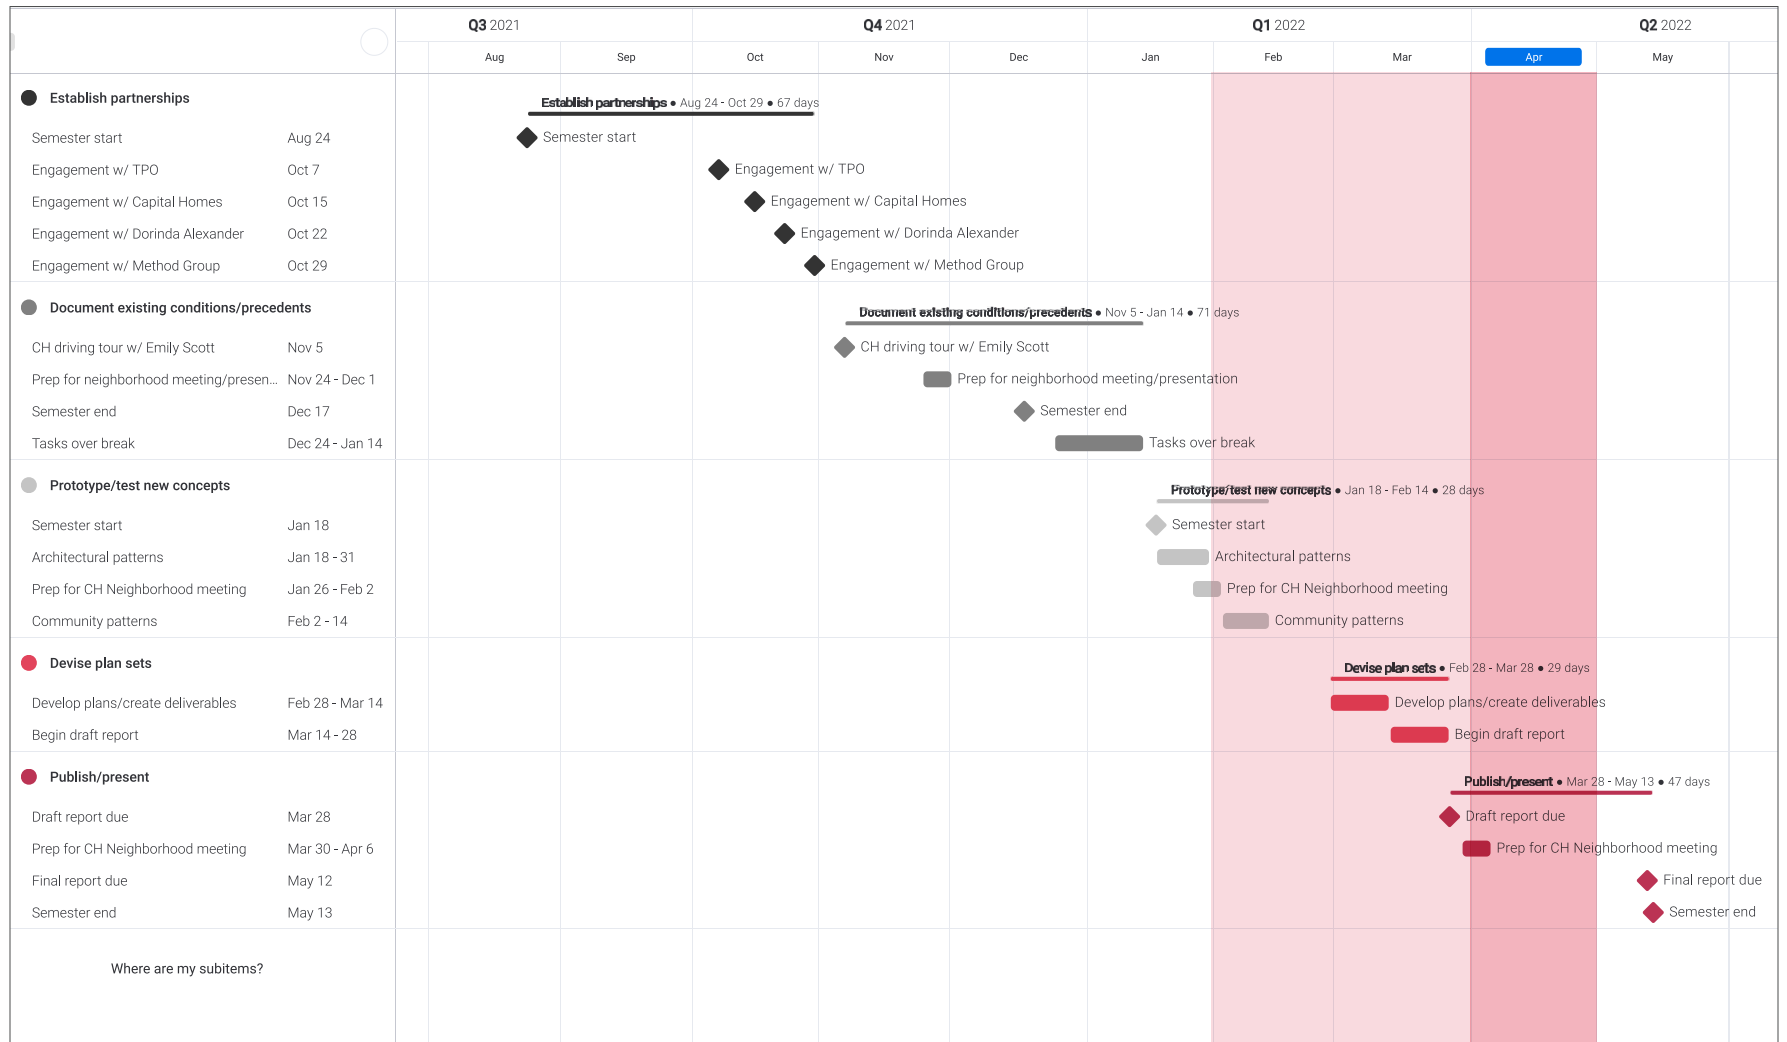 Q3 2021 Q4 2021 Q1 2022 Q2 2022
Aug Sep Oct Nov Dec Jan Feb Mar Apr May
Establish partnerships
Establish partnerships • Aug 24 - Oct 29 • 67 days
Semester start Aug 24 Semester start
Engagement w/ TPO Oct 7 Engagement w/ TPO
Engagement w/ Capital Homes Oct 15 Engagement w/ Capital Homes
Engagement w/ Dorinda Alexander Oct 22 Engagement w/ Dorinda Alexander
Engagement w/ Method Group Oct 29 Engagement w/ Method Group
Document existing conditions/precedents
Document existing conditions/precedents • Nov 5 - Jan 14 • 71 days
CH driving tour w/ Emily Scott Nov 5 CH driving tour w/ Emily Scott
Prep for neighborhood meeting/presen... Nov 24 - Dec 1 Prep for neighborhood meeting/presentation
Semester end Dec 17 Semester end
Tasks over break Dec 24 - Jan 14 Tasks over break
Prototype/test new concepts
Prototype/test new concepts • Jan 18 - Feb 14 • 28 days
Semester start Jan 18 Semester start
Architectural patterns Jan 18 - 31 Architectural patterns
Prep for CH Neighborhood meeting Jan 26 - Feb 2 Prep for CH Neighborhood meeting
Community patterns Feb 2 - 14 Community patterns
Devise plan sets
Devise plan sets • Feb 28 - Mar 28 • 29 days
Develop plans/create deliverables Feb 28 - Mar 14 Develop plans/create deliverables
Begin draft report Mar 14 - 28 Begin draft report
Publish/present
Publish/present • Mar 28 - May 13 • 47 days
Draft report due Mar 28 Draft report due
Prep for CH Neighborhood meeting Mar 30 - Apr 6 Prep for CH Neighborhood meeting
Final report due May 12 Final report due
Semester end May 13 Semester end
Where are my subitems?